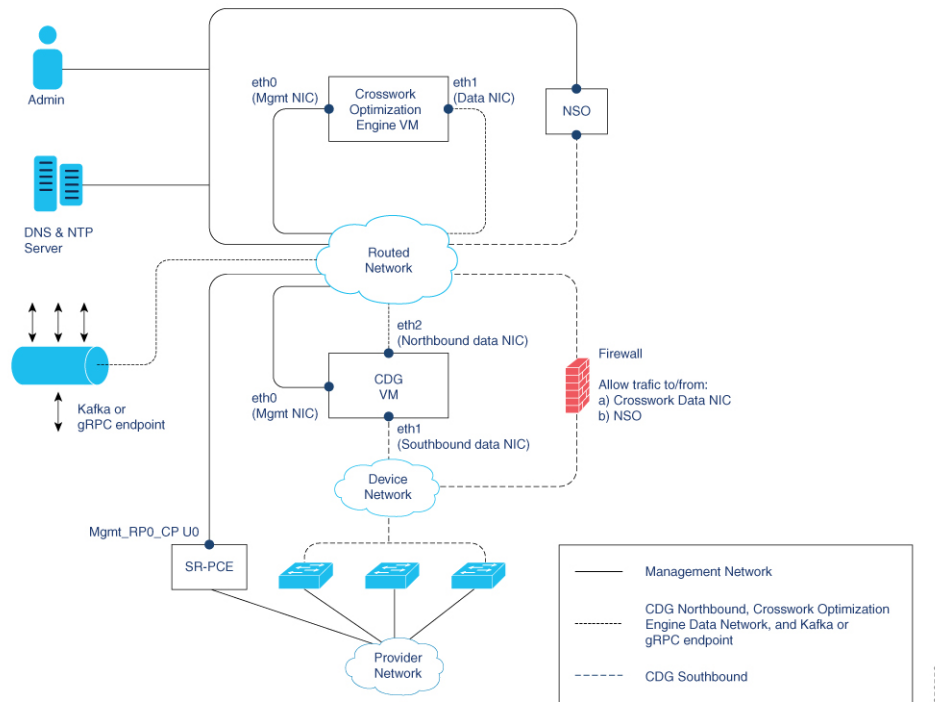 Admin
eth0
(Mgmt NIC)
Crosswork
Optimization
Engine VM
eth1
(Data NIC)
NSO
DNS & NTP
Server
Routed
Network
eth2
(Northbound data NIC)
Firewall
Allow trafic to/from:
a) Crosswork Data NIC
b) NSO
CDG
VM
eth0
(Mgmt NIC)
Kafka or
gRPC endpoint
eth1
(Southbound data NIC)
Device
Network
Mgmt_RP0_CP U0
SR-PCE
Provider
Network
Management Network
CDG Northbound, Crosswork Optimization
Engine Data Network, and Kafka or
gRPC endpoint
CDG Southbound